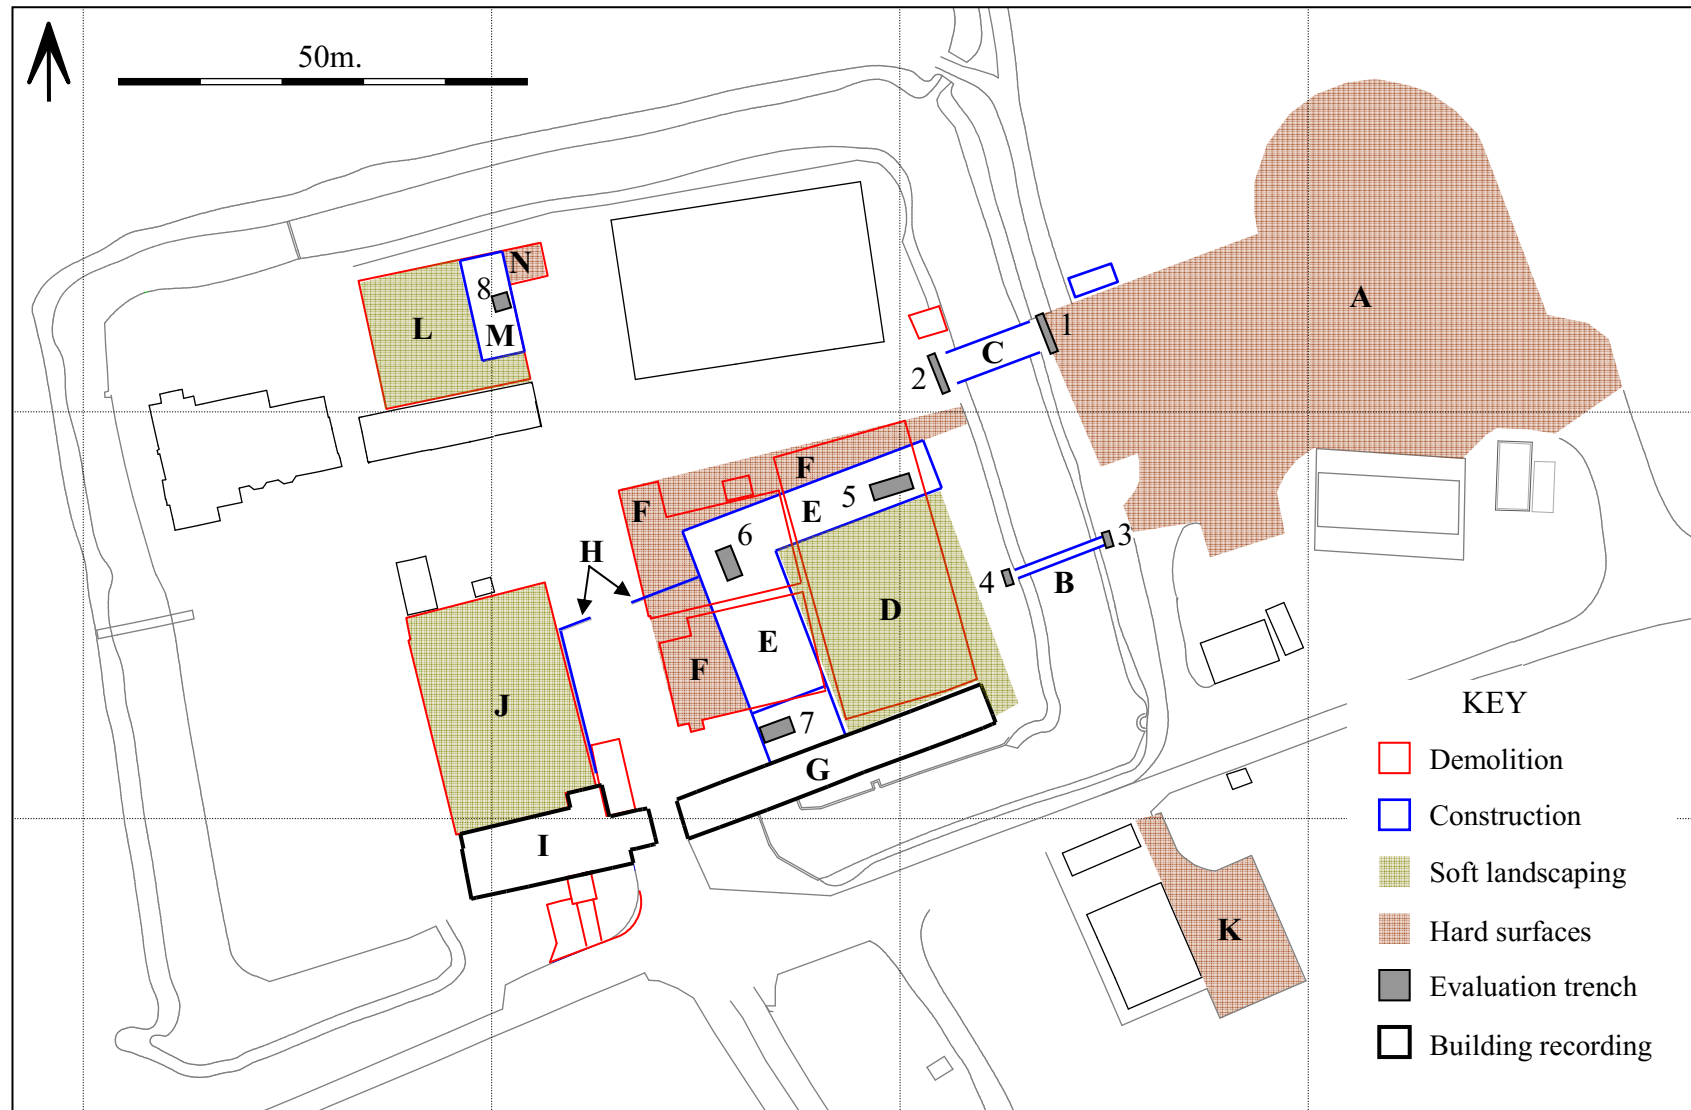 50m.
A
N
8
L
M
1
C
2
F
5
E
F
6
H
3
4
B
D
E
F
J
7
G
I
K
KEY
Demolition
Construction
Soft landscaping
Hard surfaces
Evaluation trench
Building recording